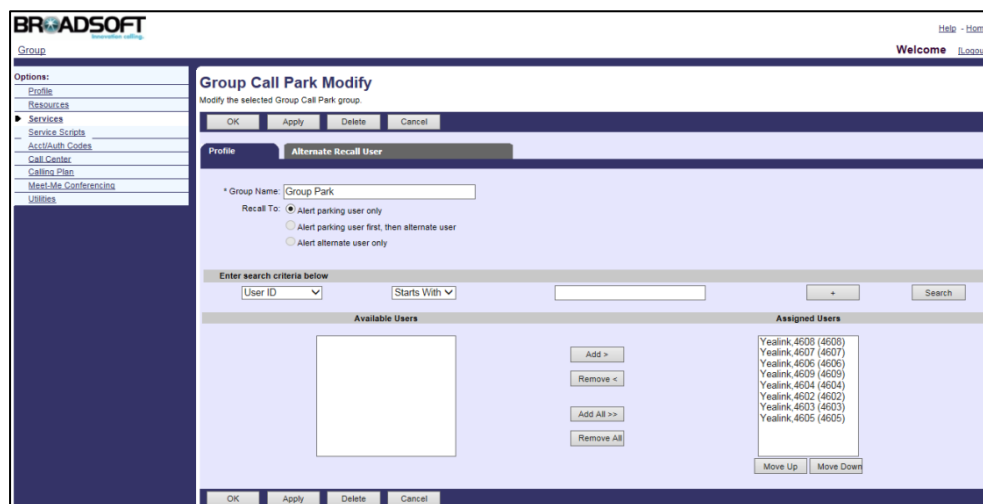 BROADSOFT
innovation calling.
Help - Hom
Group
Welcome [Logou
Options:
Profile
Resources
Services
Service Scripts
Acct/Auth Codes
Call Center
Calling Plan
Meet-Me Conferencing
Utilities
Group Call Park Modify
Modify the selected Group Call Park group.
OK Apply Delete Cancel
Profile Alternate Recall User
* Group Name: Group Park
Recall To: Alert parking user only
Alert parking user first, then alternate user
Alert alternate user only
Enter search criteria below
User ID Starts With + Search
Available Users Assigned Users
Yealink,4608 (4608)
Yealink,4607 (4607)
Yealink,4606 (4606)
Yealink,4609 (4609)
Yealink,4604 (4604)
Yealink,4602 (4602)
Yealink,4603 (4603)
Yealink,4605 (4605)
Add >
Remove <
Add All >>
Remove All
Move Up Move Down
OK Apply Delete Cancel